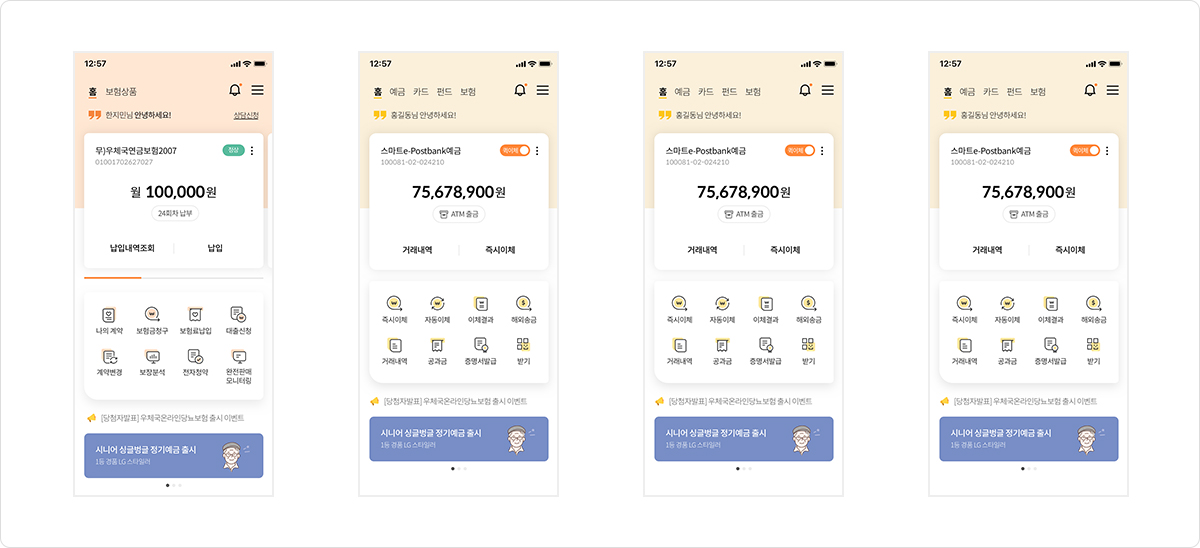 12:57
홈 보험상품
한지민님 안녕하세요! 상담신청
무)우체국연금보험2007 정상
01001702627027
월 100,000원
24회차 납부
납입내역조회 납입
나의 계약 보험금청구 보험료납입 대출신청
계약변경 보장분석 전자청약 완전판매
모니터링
[당첨자발표] 우체국온라인당뇨보험 출시 이벤트
시니어 싱글벙글 정기예금 출시
1등 경품 LG 스타일러
12:57
홈 예금 카드 펀드 보험
홍길동님 안녕하세요!
스마트e-Postbank예금
100081-02-024210
75,678,900원
ATM 출금
거래내역 즉시이체
즉시이체 자동이체 이체결과 해외송금
거래내역 공과금 증명서발급 받기
[당첨자발표] 우체국온라인당뇨보험 출시 이벤트
시니어 싱글벙글 정기예금 출시
1등 경품 LG 스타일러
12:57
홈 예금 카드 펀드 보험
홍길동님 안녕하세요!
스마트e-Postbank예금
100081-02-024210
75,678,900원
ATM 출금
거래내역 즉시이체
즉시이체 자동이체 이체결과 해외송금
거래내역 공과금 증명서발급 받기
[당첨자발표] 우체국온라인당뇨보험 출시 이벤트
시니어 싱글벙글 정기예금 출시
1등 경품 LG 스타일러
12:57
홈 예금 카드 펀드 보험
홍길동님 안녕하세요!
스마트e-Postbank예금
100081-02-024210
75,678,900원
ATM 출금
거래내역 즉시이체
즉시이체 자동이체 이체결과 해외송금
거래내역 공과금 증명서발급 받기
[당첨자발표] 우체국온라인당뇨보험 출시 이벤트
시니어 싱글벙글 정기예금 출시
1등 경품 LG 스타일러